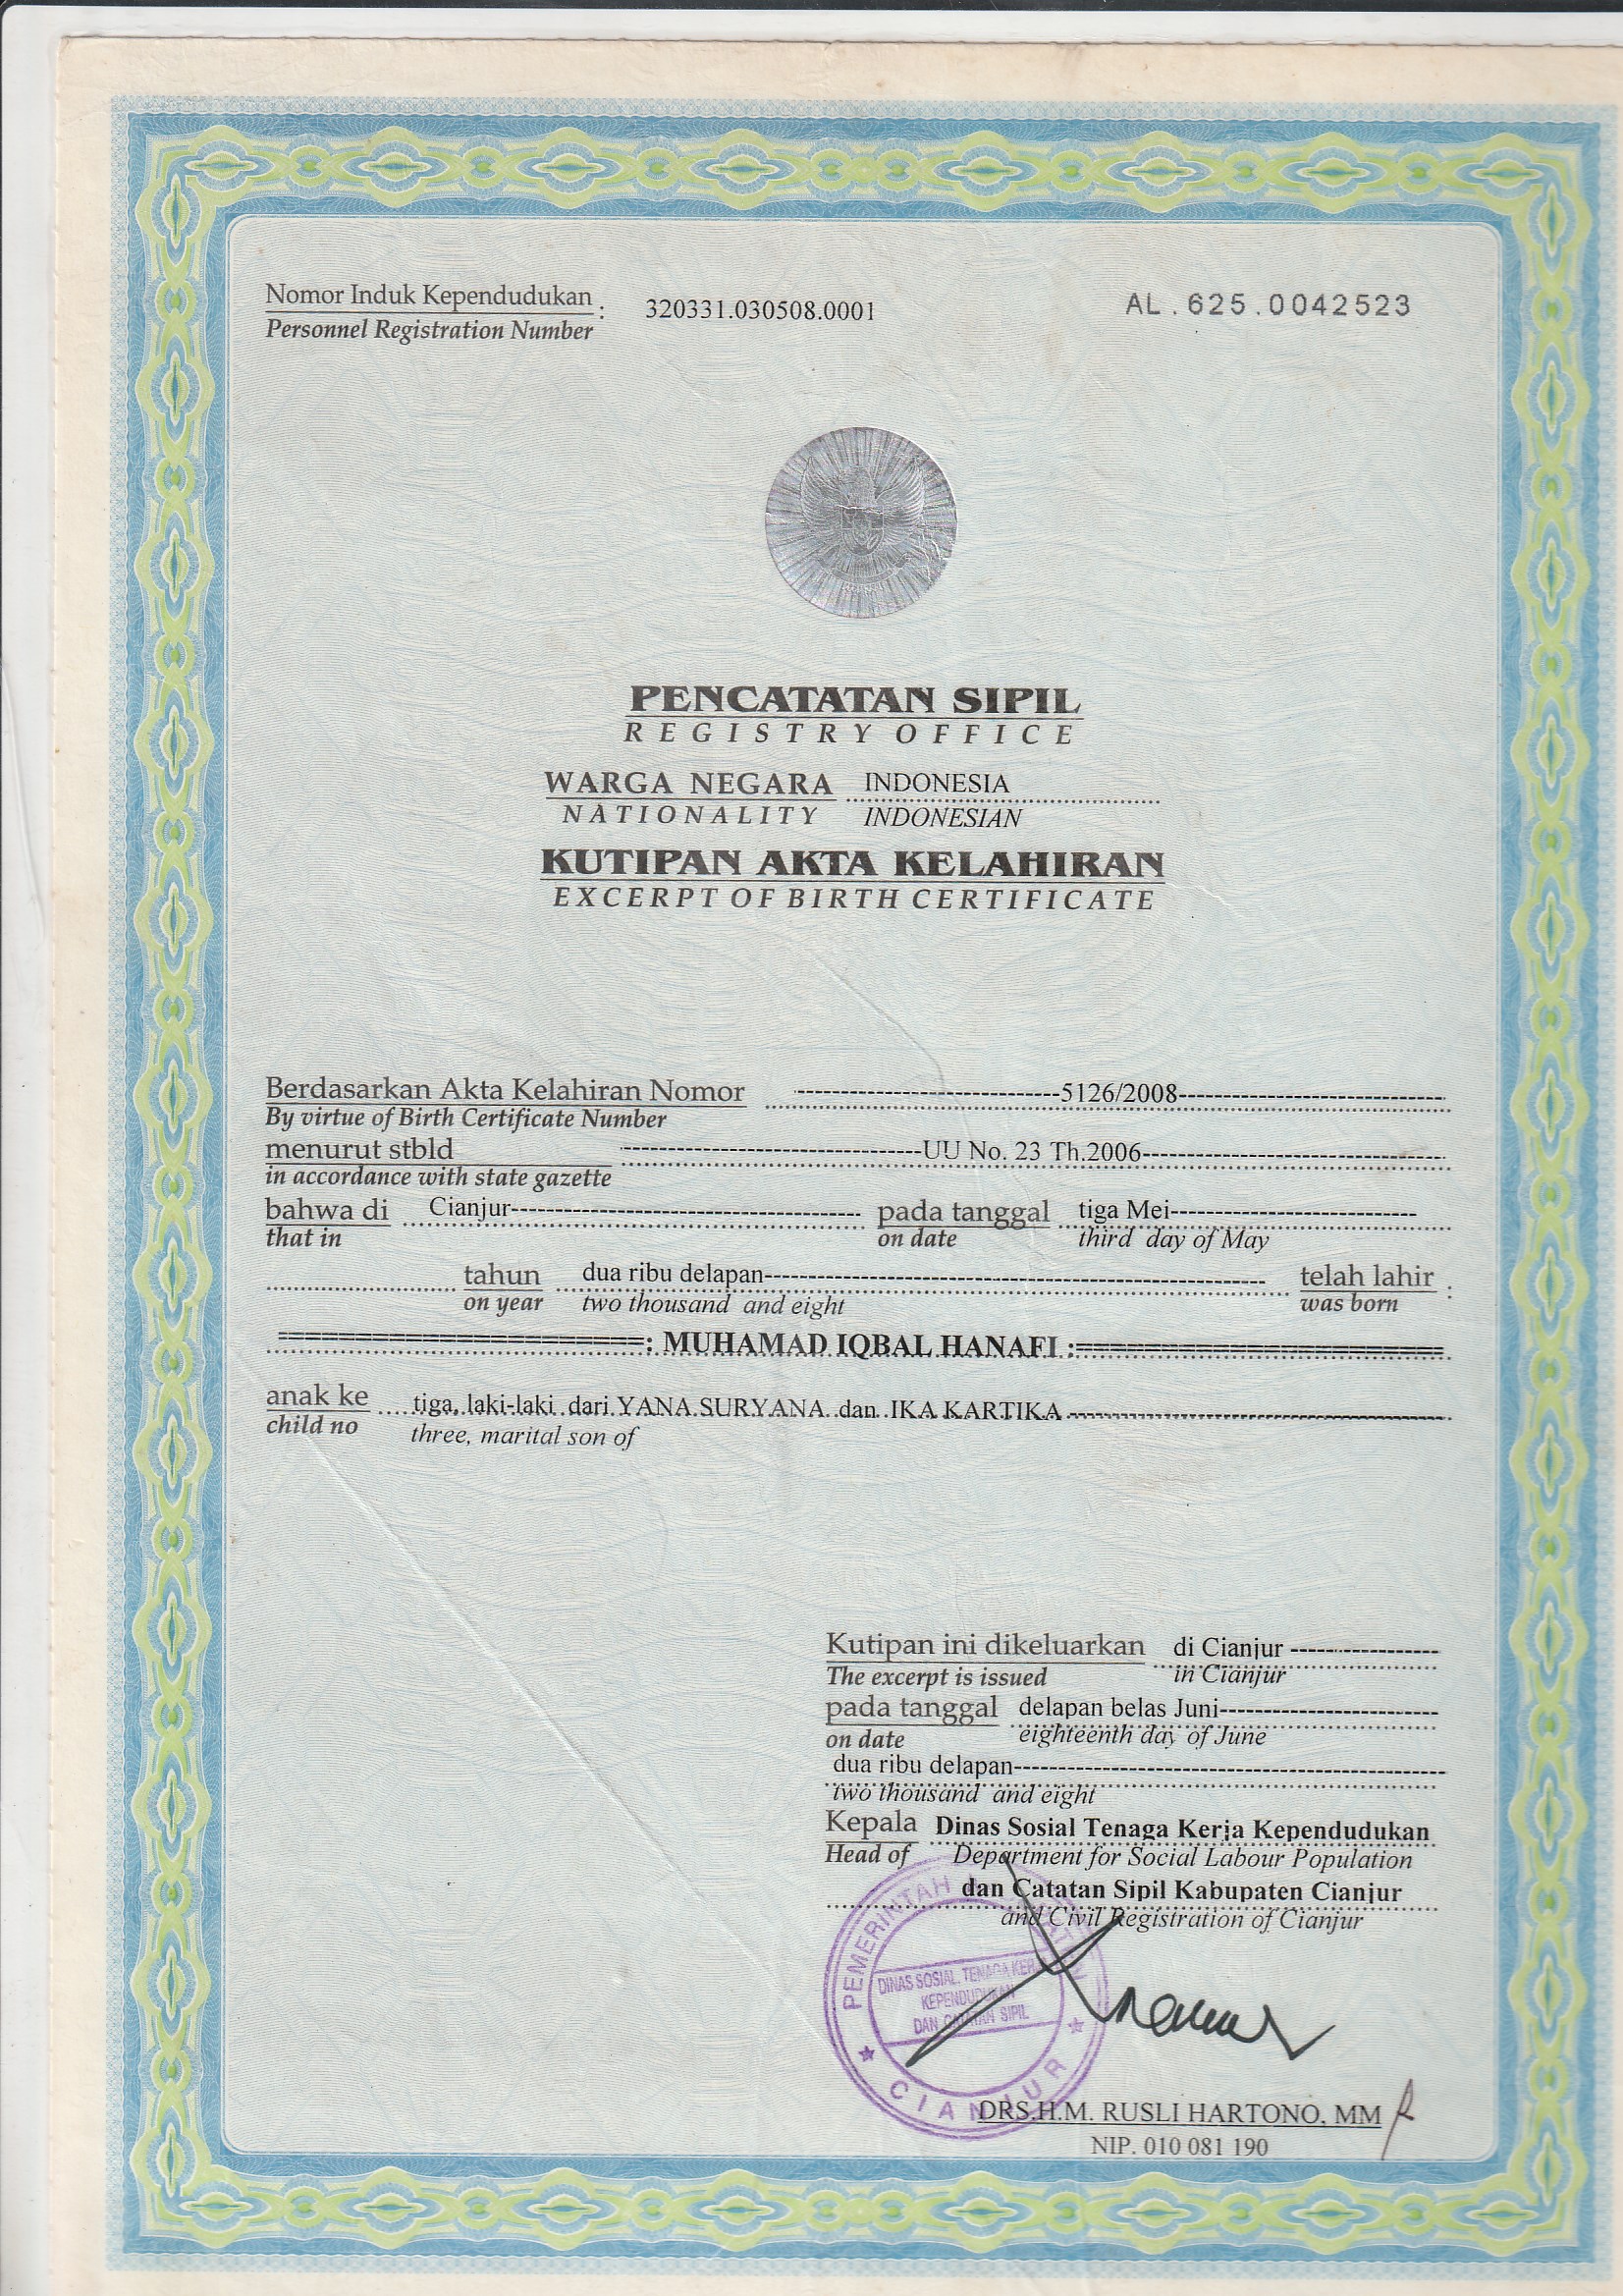 Nomor Induk Kependudukan : 320331.030508.0001 AL.625.0042523
Personnel Registration Number
PENCATATAN SIPIL
REGISTRY OFFICE
WARGA NEGARA INDONESIA
NATIONALITY INDONESIAN
KUTIPAN AKTA KELAHIRAN
EXCERPT OF BIRTH CERTIFICATE
Berdasarkan Akta Kelahiran Nomor 5126/2008
By virtue of Birth Certificate Number
menurut stbld UU No. 23 Th.2006
in accordance with state gazette
bahwa di Cianjur pada tanggal tiga Mei
that in on date third day of May
tahun dua ribu delapan telah lahir :
on year two thousand and eight was born
: MUHAMAD IQBAL HANAFI :
anak ke tiga, laki-laki dari YANA SURYANA dan IKA KARTIKA
child no three, marital son of
Kutipan ini dikeluarkan di Cianjur
The excerpt is issued in Cianjur
pada tanggal delapan belas Juni
on date eighteenth day of June
dua ribu delapan
two thousand and eight
Kepala Dinas Sosial Tenaga Kerja Kependudukan
Head of Department for Social Labour Population
dan Catatan Sipil Kabupaten Cianjur
and Civil Registration of Cianjur
PEMERINTAH
DINAS SOSIAL, TENAGA KERJA
KEPENDUDUKAN
DAN CATATAN SIPIL
CIANJUR
DRS.H.M. RUSLI HARTONO, MM
NIP. 010 081 190